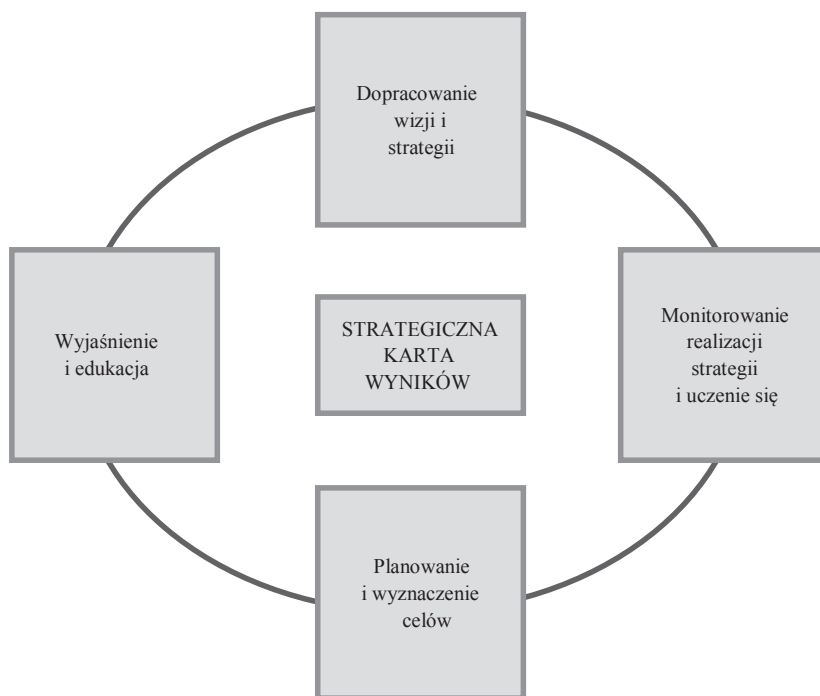 Dopracowanie
wizji i
strategii
Wyjaśnienie
i edukacja
STRATEGICZNA
KARTA
WYNIKÓW
Monitorowanie
realizacji
strategii
i uczenie się
Planowanie
i wyznaczenie
celów